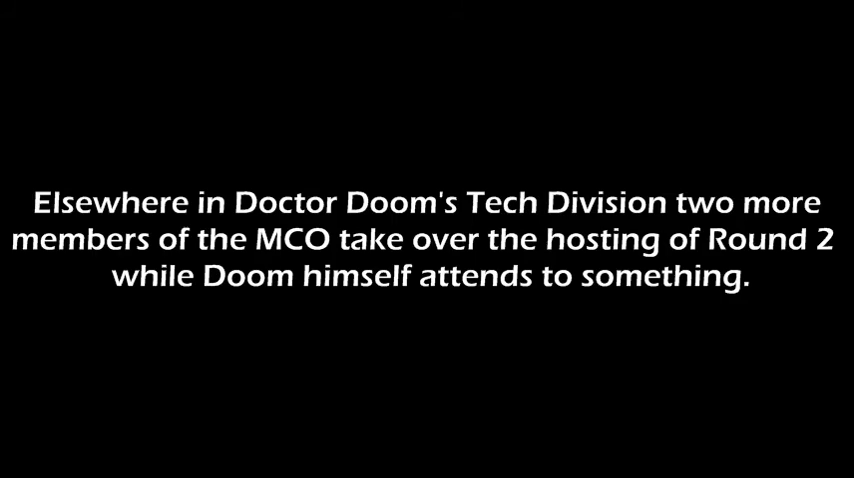 Elsewhere in Doctor Doom's Tech Division two more
members of the MCO take over the hosting of Round 2
while Doom himself attends to something.